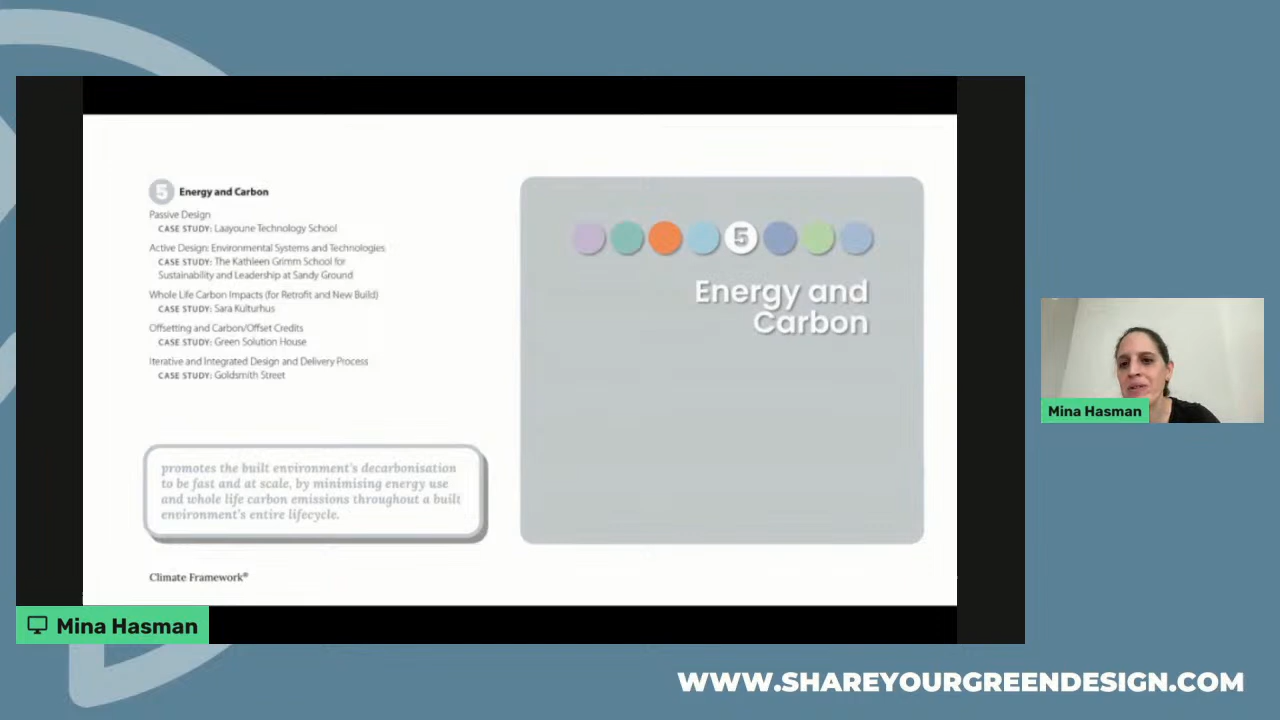 5 Energy and Carbon
Passive Design
CASE STUDY: Laayoune Technology School
Active Design: Environmental Systems and Technologies
CASE STUDY: The Kathleen Grimm School for
Sustainability and Leadership at Sandy Ground
Whole Life Carbon Impacts (for Retrofit and New Build)
CASE STUDY: Sara Kulturhus
Offsetting and Carbon/Offset Credits
CASE STUDY: Green Solution House
Iterative and Integrated Design and Delivery Process
CASE STUDY: Goldsmith Street
promotes the built environment's decarbonisation
to be fast and at scale, by minimising energy use
and whole life carbon emissions throughout a built
environment's entire lifecycle.
Climate Framework®
5
Energy and
Carbon
Mina Hasman
Mina Hasman
WWW.SHAREYOURGREENDESIGN.COM